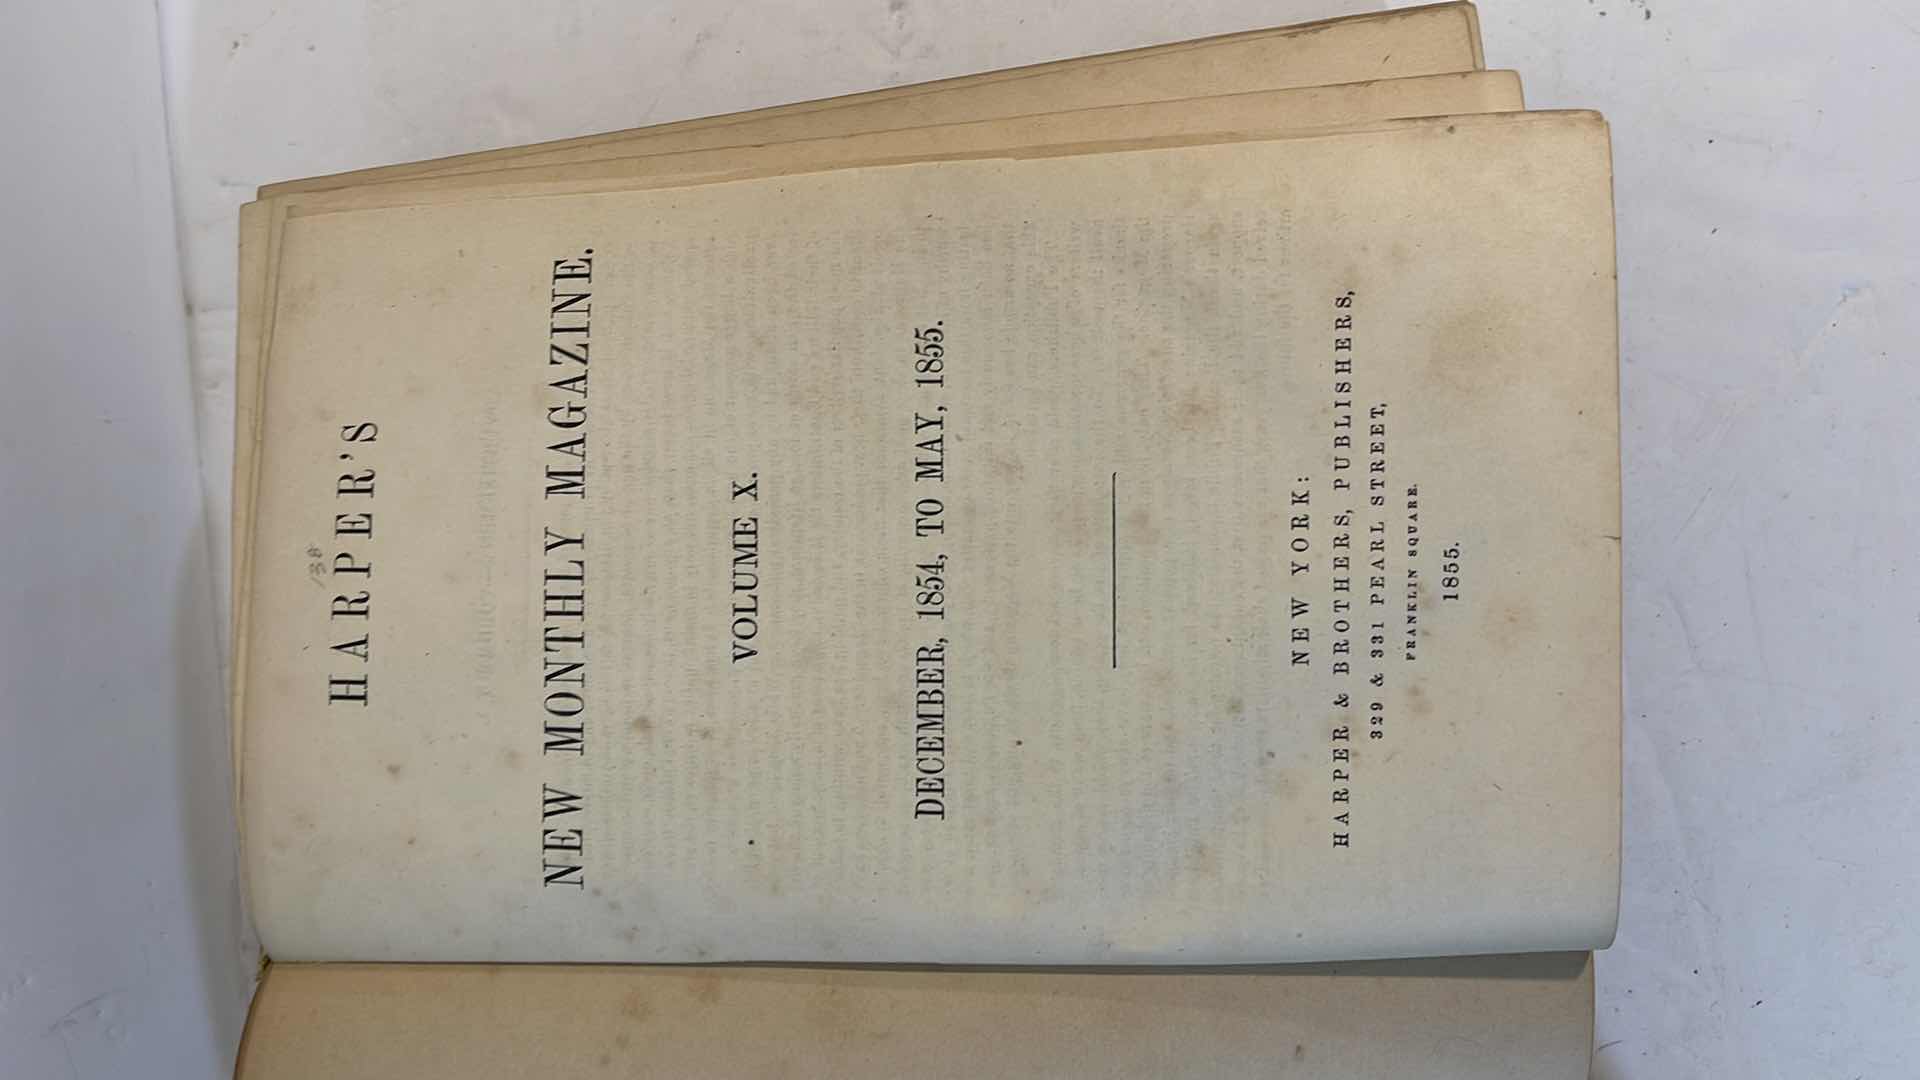 138
HARPER'S
NEW MONTHLY MAGAZINE.
VOLUME X.
DECEMBER, 1854, TO MAY, 1855.
NEW YORK:
HARPER & BROTHERS, PUBLISHERS,
329 & 331 PEARL STREET,
FRANKLIN SQUARE.
1855.